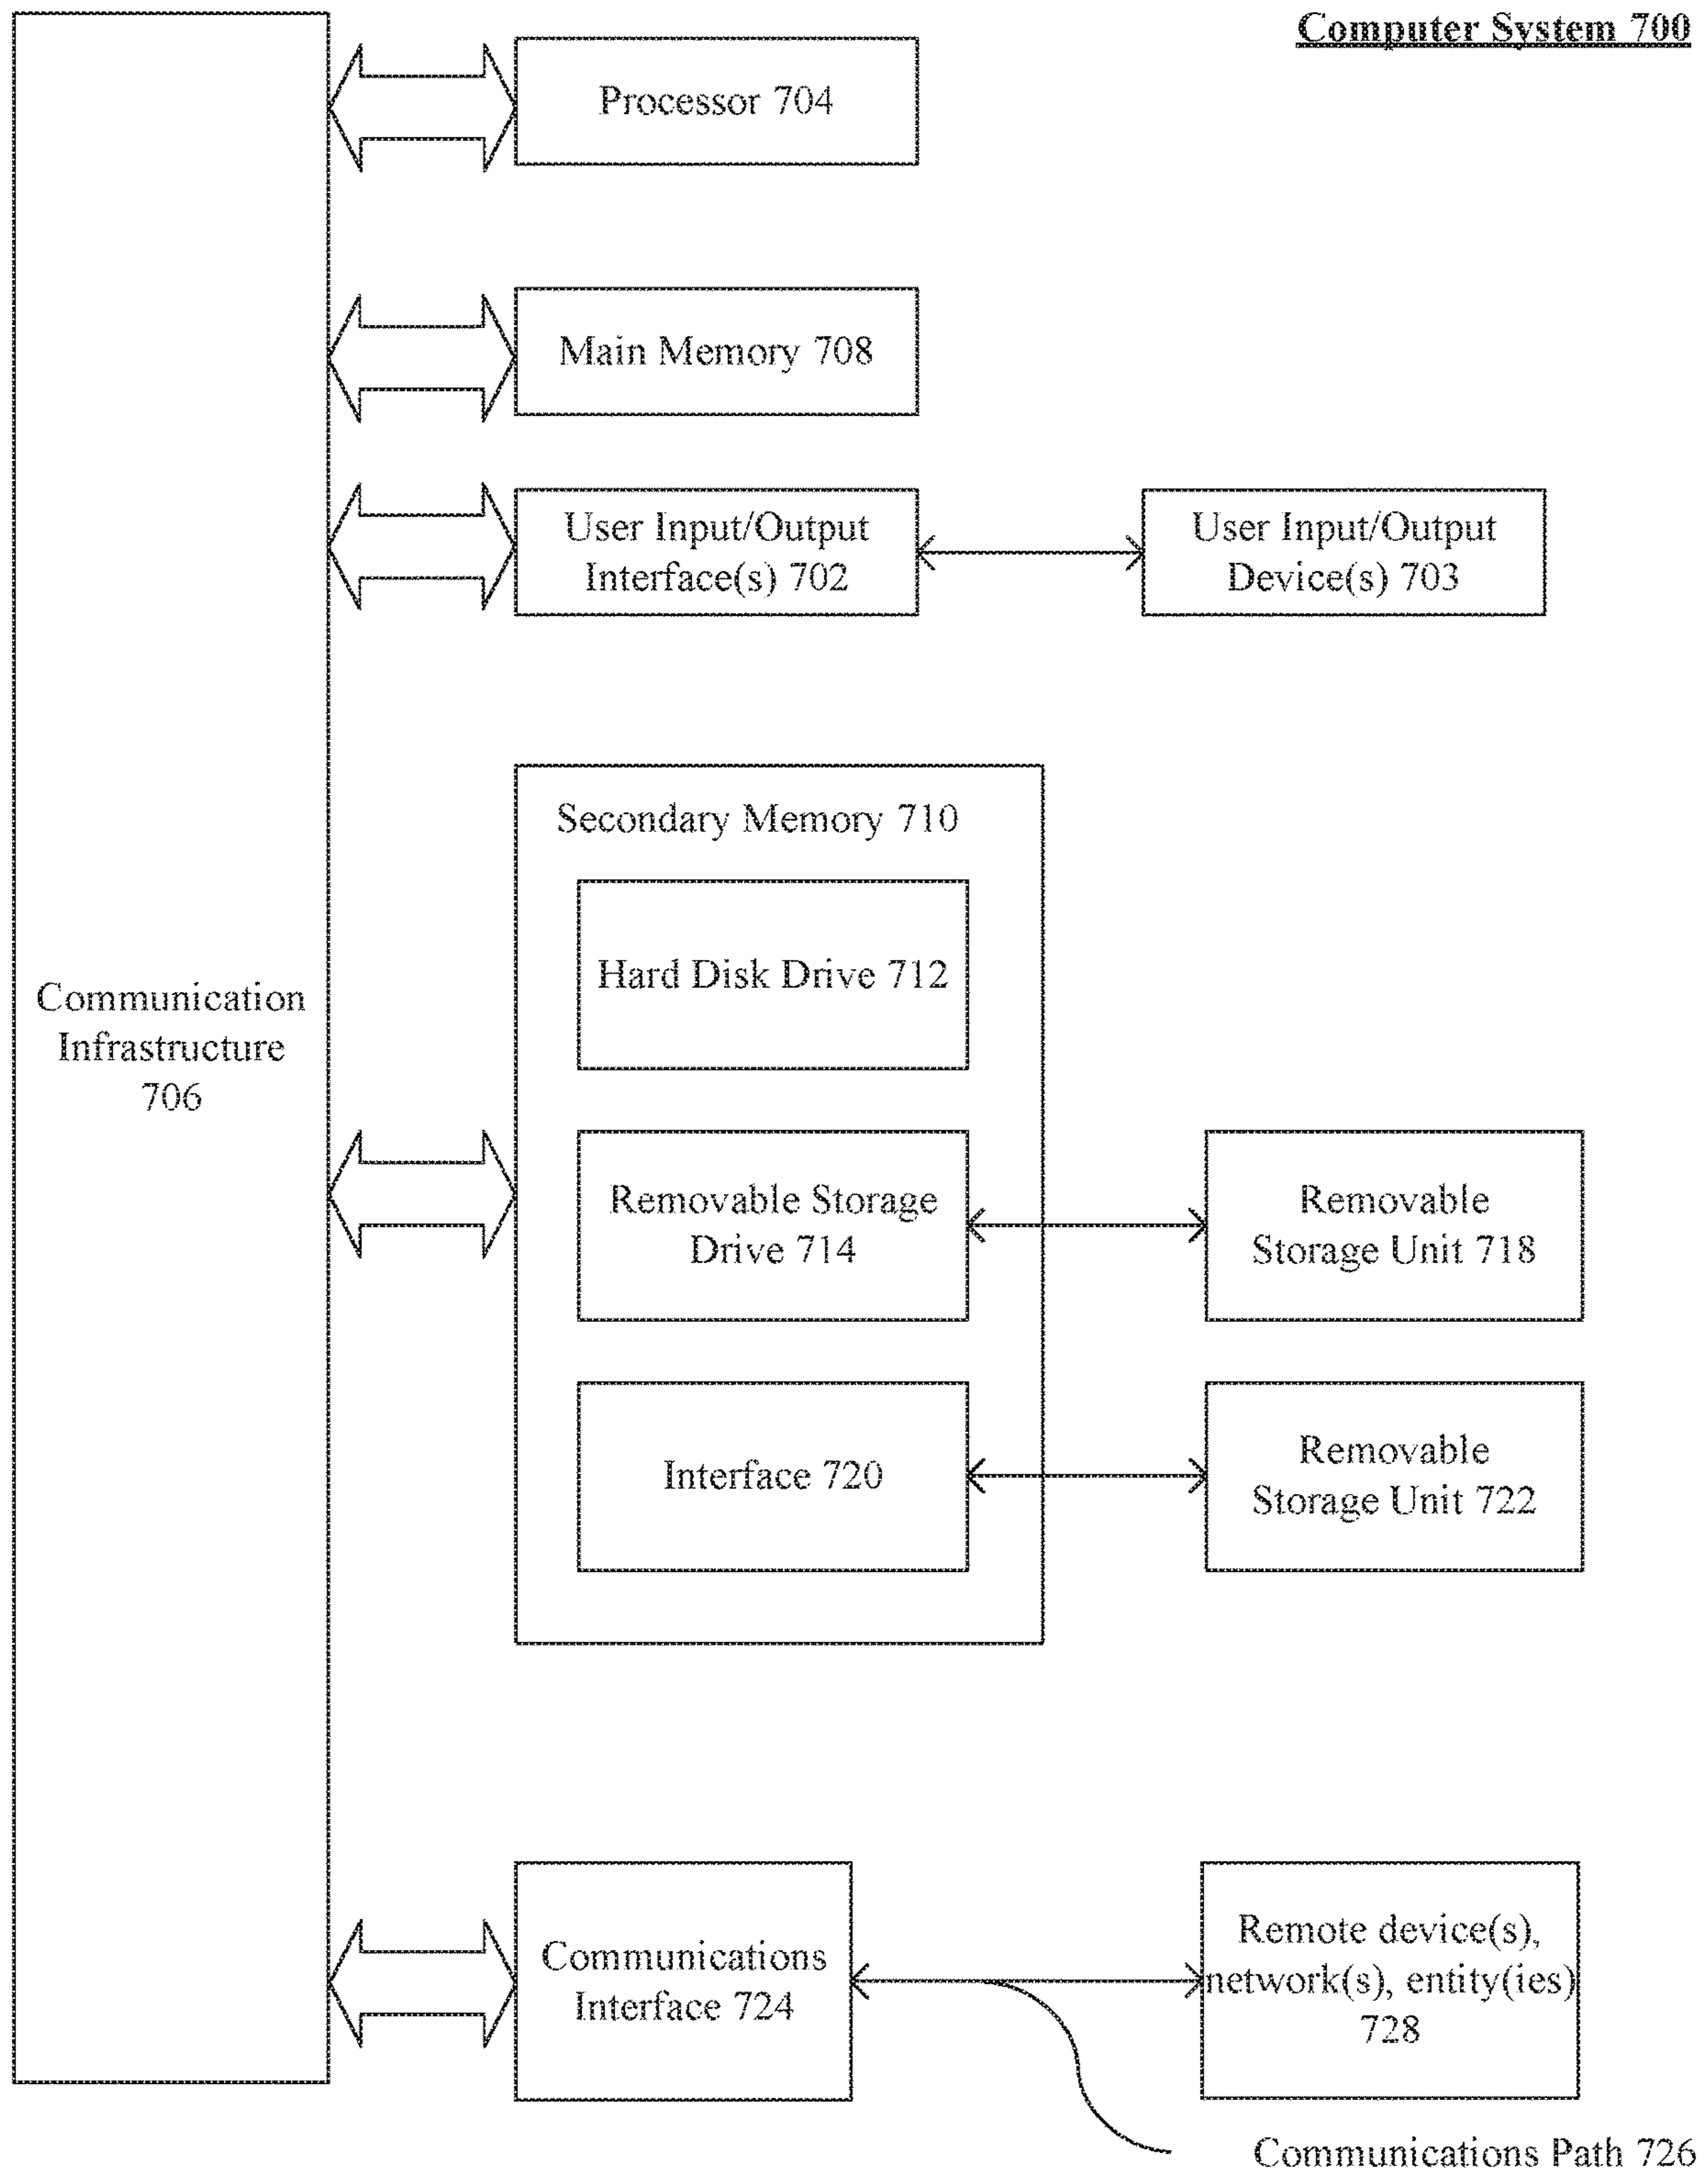 Computer System 700
Processor 704
Main Memory 708
User Input/Output
Interface(s) 702
User Input/Output
Device(s) 703
Secondary Memory 710
Hard Disk Drive 712
Communication
Infrastructure
706
Removable Storage
Drive 714
Removable
Storage Unit 718
Interface 720
Removable
Storage Unit 722
Communications
Interface 724
Remote device(s),
network(s), entity(ies)
728
Communications Path 726